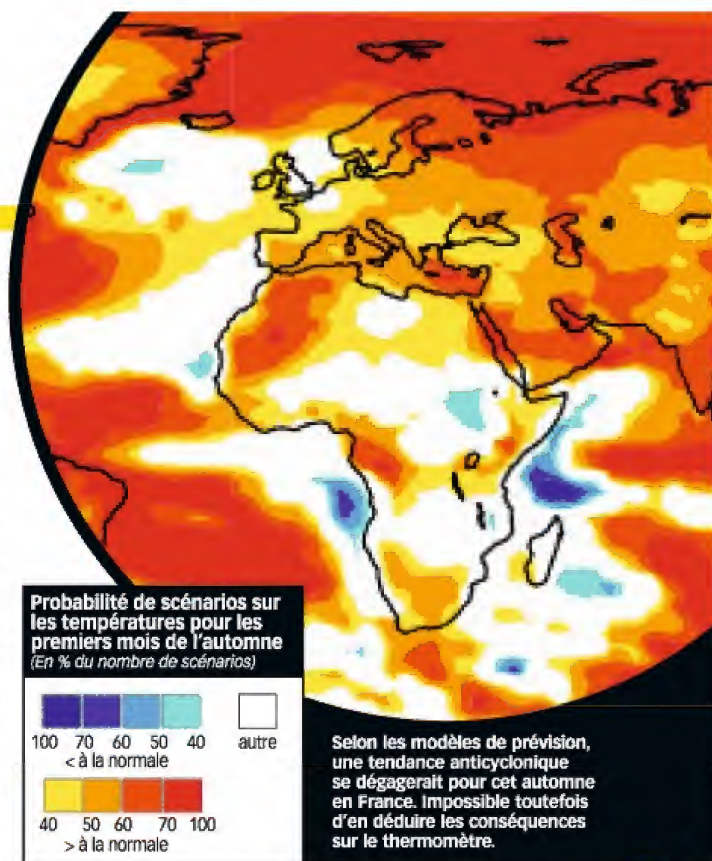 Probabilité de scénarios sur
les températures pour les
premiers mois de l'automne
(En % du nombre de scénarios)
100 70 60 50 40 autre
< à la normale
40 50 60 70 100
> à la normale
Selon les modèles de prévision,
une tendance anticyclonique
se dégagerait pour cet automne
en France. Impossible toutefois
d'en déduire les conséquences
sur le thermomètre.